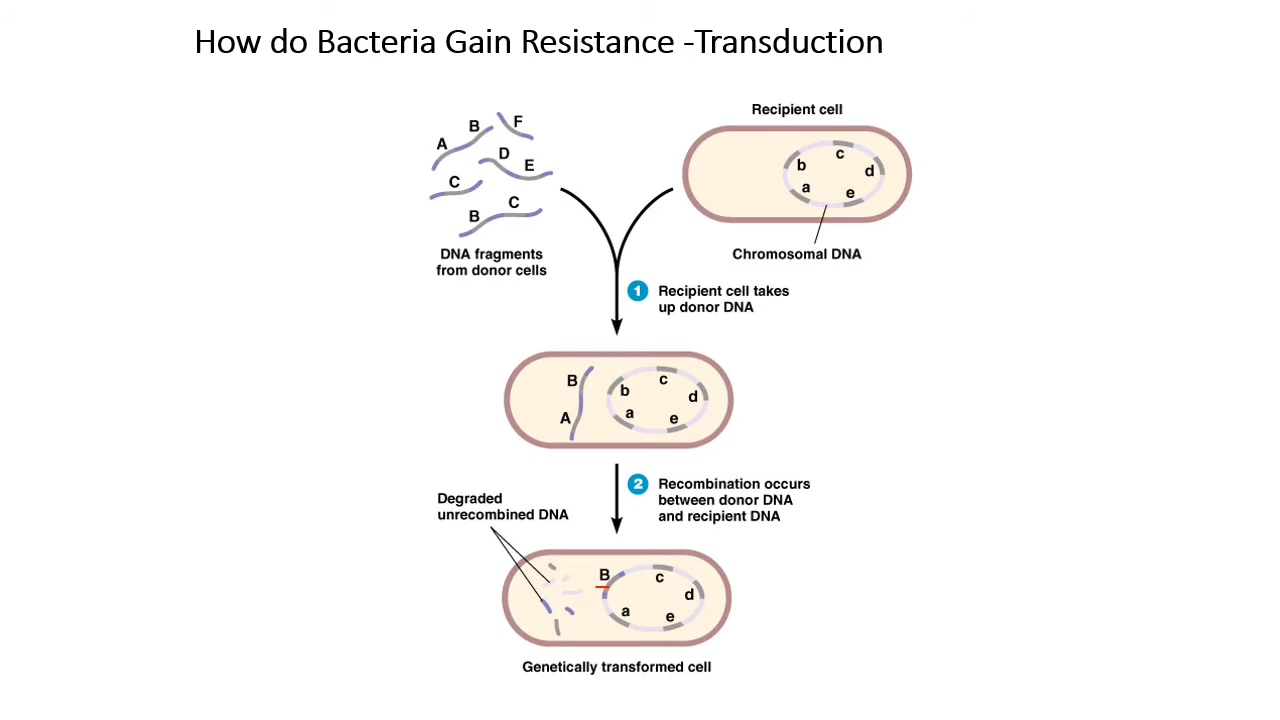 How do Bacteria Gain Resistance -Transduction
Recipient cell
A
B
F
D
E
C
B
C
b
c
d
a
e
DNA fragments
from donor cells
Chromosomal DNA
1 Recipient cell takes
up donor DNA
B
A
b
c
d
a
e
2 Recombination occurs
between donor DNA
and recipient DNA
Degraded
unrecombined DNA
B
c
d
a
e
Genetically transformed cell